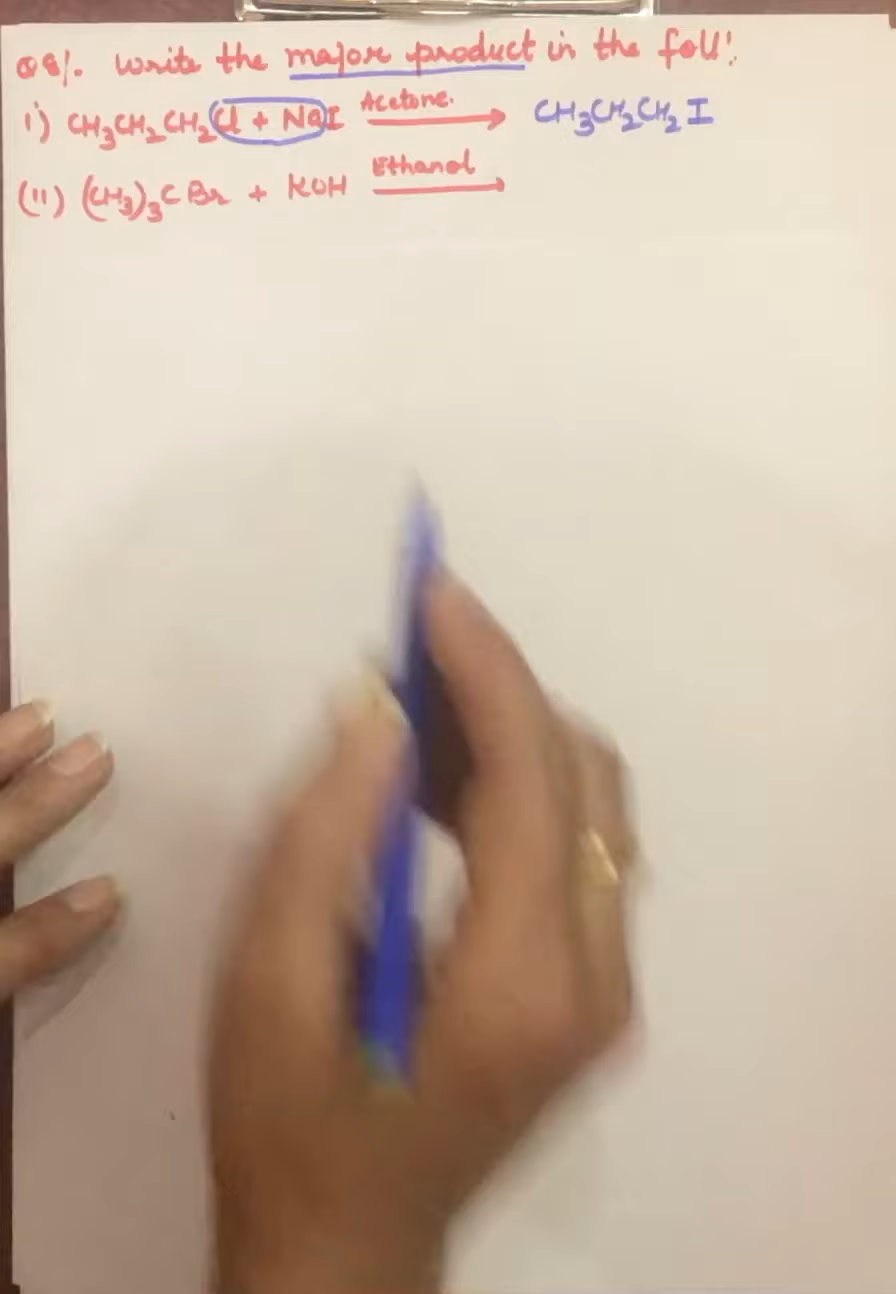 Q8/. Write the major product in the foll!
i) CH₃CH₂CH₂Cl + NaI Acetone. → CH₃CH₂CH₂I
(ii) (CH₃)₃CBr + KOH Ethanol →